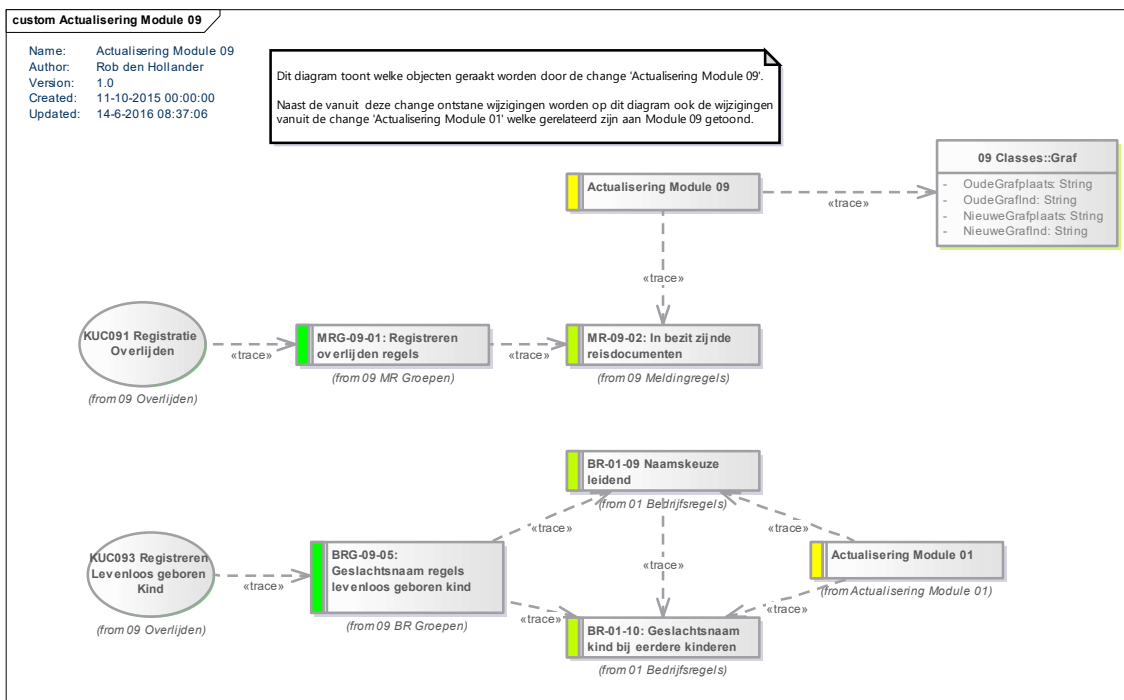 custom Actualisering Module 09
Name: Actualisering Module 09
Author: Rob den Hollander
Version: 1.0
Created: 11-10-2015 00:00:00
Updated: 14-6-2016 08:37:06
Dit diagram toont welke objecten geraakt worden door de change 'Actualisering Module 09'.
Naast de vanuit deze change ontstane wijzigingen worden op dit diagram ook de wijzigingen
vanuit de change 'Actualisering Module 01' welke gerelateerd zijn aan Module 09 getoond.
09 Classes::Graf
- OudeGrafplaats: String
- OudeGrafInd: String
- NieuweGrafplaats: String
- NieuweGrafInd: String
Actualisering Module 09
«trace»
«trace»
KUC091 Registratie
Overlijden
(from 09 Overlijden)
«trace»
MRG-09-01: Registreren
overlijden regels
(from 09 MR Groepen)
«trace»
MR-09-02: In bezit zijnde
reisdocumenten
(from 09 Meldingregels)
BR-01-09 Naamskeuze
leidend
(from 01 Bedrijfsregels)
«trace»
«trace»
«trace»
KUC093 Registreren
Levenloos geboren
Kind
(from 09 Overlijden)
«trace»
BRG-09-05:
Geslachtsnaam regels
levenloos geboren kind
(from 09 BR Groepen)
Actualisering Module 01
(from Actualisering Module 01)
«trace»
«trace»
BR-01-10: Geslachtsnaam
kind bij eerdere kinderen
(from 01 Bedrijfsregels)